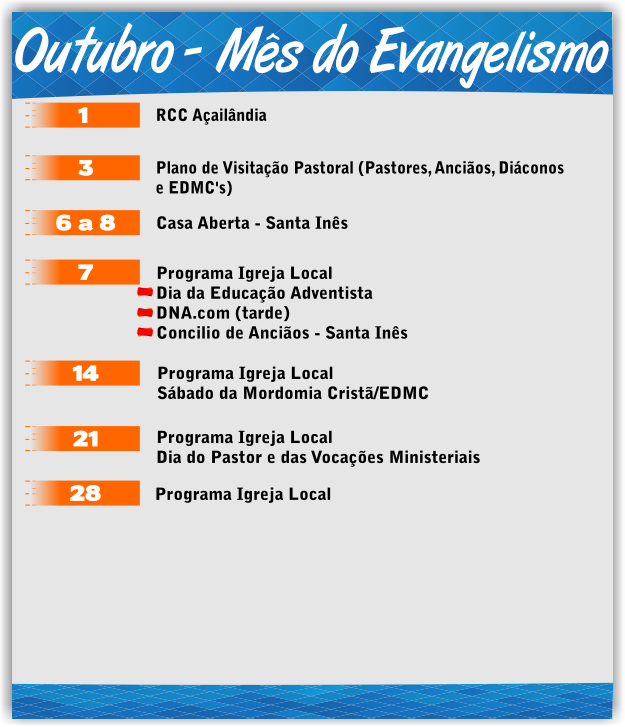 Outubro - Mês do Evangelismo
1 RCC Açailândia
3 Plano de Visitação Pastoral (Pastores, Anciãos, Diáconos
e EDMC's)
6 a 8 Casa Aberta - Santa Inês
7 Programa Igreja Local
Dia da Educação Adventista
DNA.com (tarde)
Concilio de Anciãos - Santa Inês
14 Programa Igreja Local
Sábado da Mordomia Cristã/EDMC
21 Programa Igreja Local
Dia do Pastor e das Vocações Ministeriais
28 Programa Igreja Local